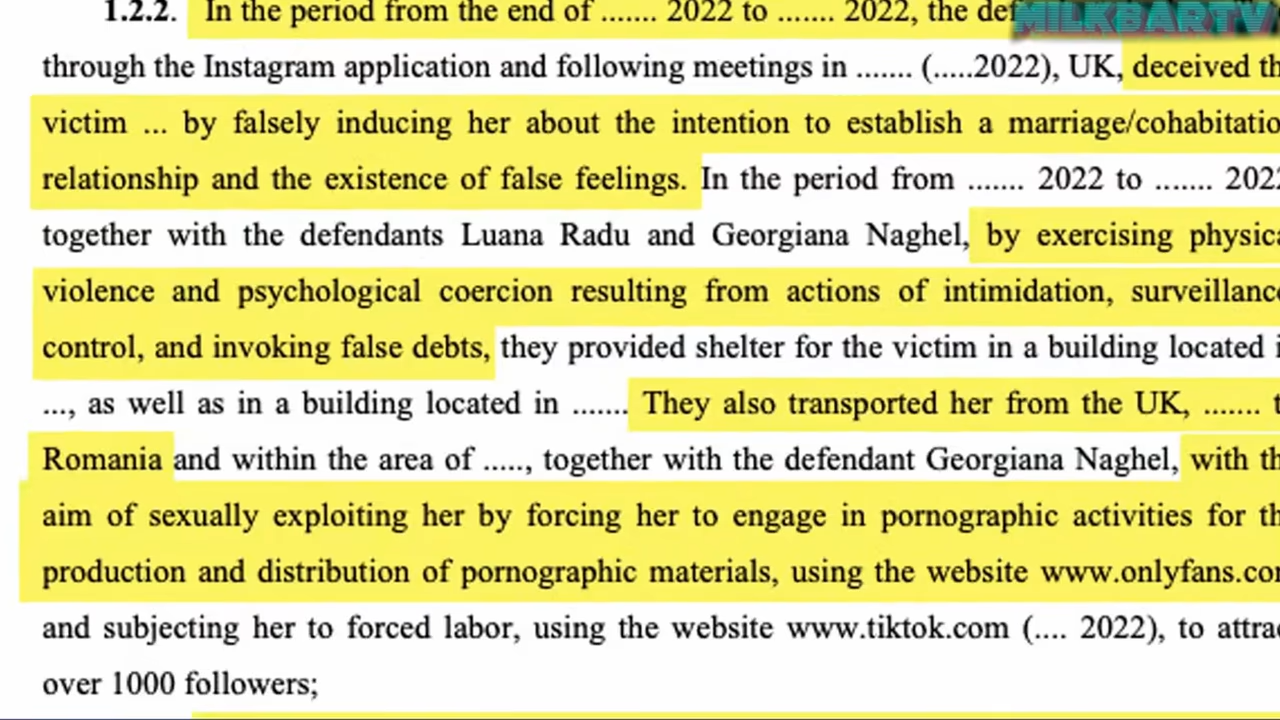 1.2.2. In the period from the end of ....... 2022 to ....... 2022, the def
MILKBARTV
through the Instagram application and following meetings in ....... (.....2022), UK, deceived th
victim ... by falsely inducing her about the intention to establish a marriage/cohabitatio
relationship and the existence of false feelings. In the period from ....... 2022 to ....... 202
together with the defendants Luana Radu and Georgiana Naghel, by exercising physic
violence and psychological coercion resulting from actions of intimidation, surveillanc
control, and invoking false debts, they provided shelter for the victim in a building located i
..., as well as in a building located in ....... They also transported her from the UK, ....... t
Romania and within the area of ....., together with the defendant Georgiana Naghel, with th
aim of sexually exploiting her by forcing her to engage in pornographic activities for th
production and distribution of pornographic materials, using the website www.onlyfans.co
and subjecting her to forced labor, using the website www.tiktok.com (.... 2022), to attra
over 1000 followers;